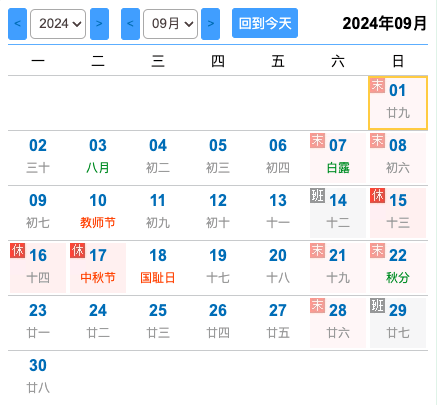 < 2024 > < 09月 > 回到今天 2024年09月
一 二 三 四 五 六 日
末 01
廿九
02 03 04 05 06 末 07 末 08
三十 八月 初二 初三 初四 白露 初六
09 10 11 12 13 班 14 休 15
初七 教师节 初九 初十 十一 十二 十三
休 16 休 17 18 19 20 末 21 末 22
十四 中秋节 国耻日 十七 十八 十九 秋分
23 24 25 26 27 末 28 班 29
廿一 廿二 廿三 廿四 廿五 廿六 廿七
30
廿八